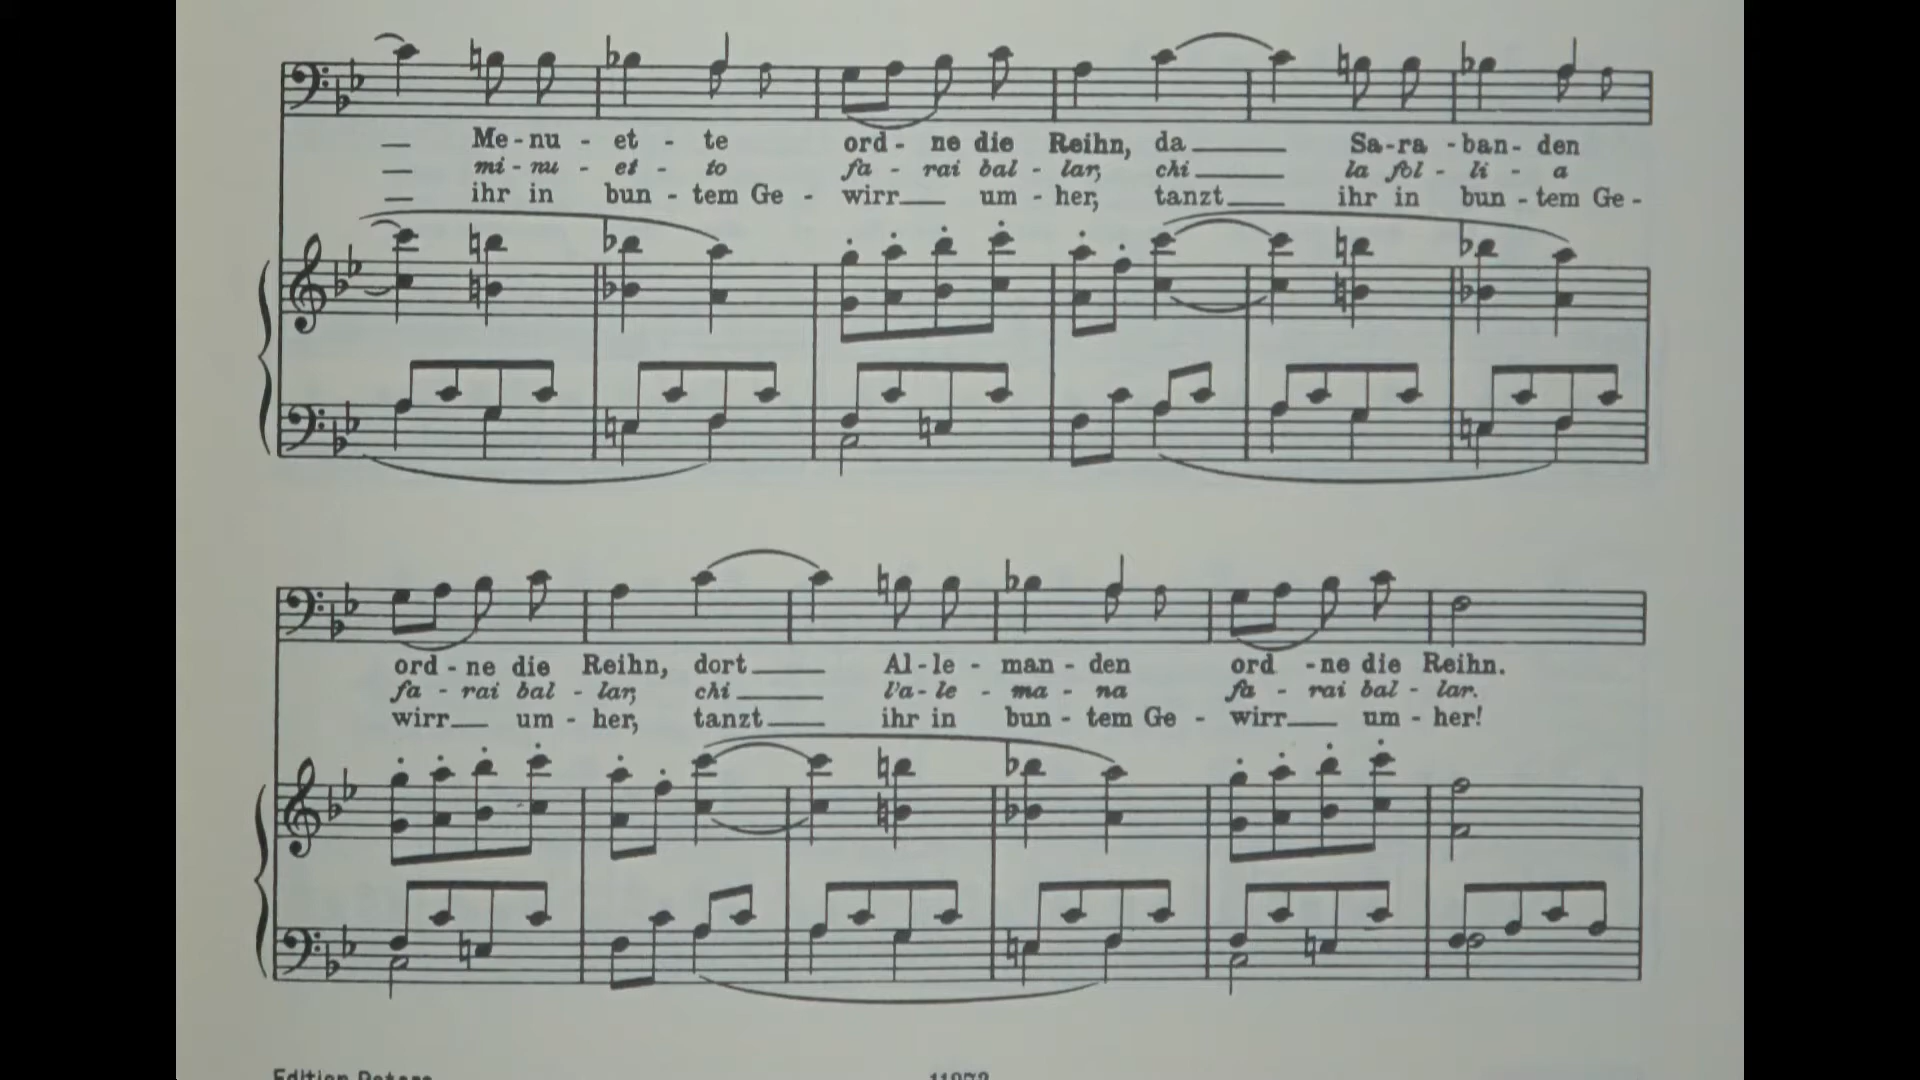 — Me - nu - et - te ord - ne die Reihn, da — Sa - ra - ban - den
— mi - nu - et - to fa - rai bal - lar, chi — la fol - li - a
— ihr in bun - tem Ge - wirr — um - her, tanzt — ihr in bun - tem Ge -
ord - ne die Reihn, dort — Al - le - man - den ord - ne die Reihn.
fa - rai bal - lar, chi — l'a - le - ma - na fa - rai bal - lar.
wirr — um - her, tanzt — ihr in bun - tem Ge - wirr — um - her!
Edition Peters